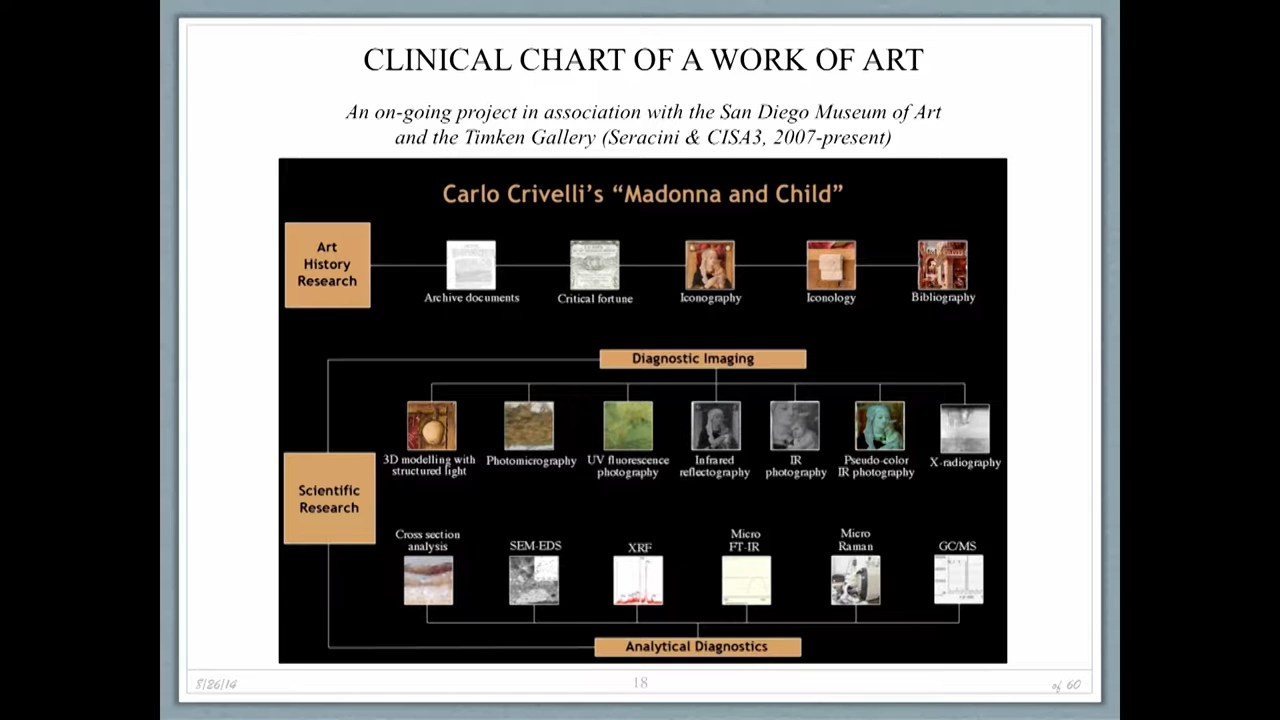 CLINICAL CHART OF A WORK OF ART
An on-going project in association with the San Diego Museum of Art
and the Timken Gallery (Seracini & CISA3, 2007-present)
Carlo Crivelli's “Madonna and Child”
Art
History
Research
Archive documents
Critical fortune
Iconography
Iconology
Bibliography
Diagnostic Imaging
3D modelling with
structured light
Photomicrography
UV fluorescence
photography
Infrared
reflectography
IR
photography
Pseudo-color
IR photography
X-radiography
Scientific
Research
Cross section
analysis
SEM-EDS
XRF
Micro
FT-IR
Micro
Raman
GC/MS
Analytical Diagnostics
8/26/14
18
of 60